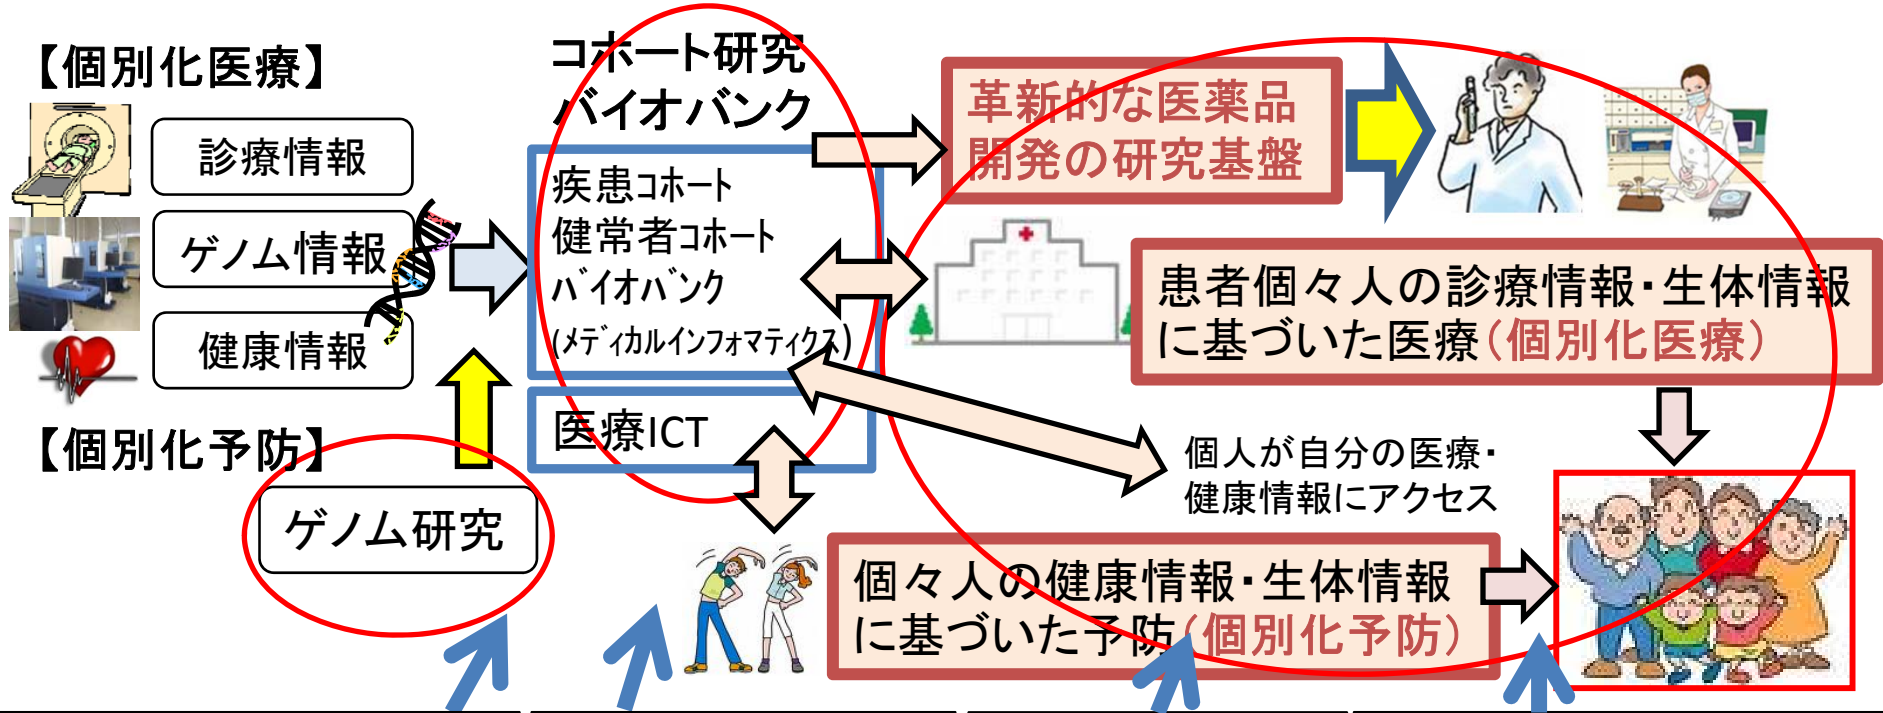 【個別化医療】
診療情報
ゲノム情報
健康情報
【個別化予防】
ゲノム研究
コホート研究
バイオバンク
疾患コホート
健常者コホート
バイオバンク
(メディカルインフォマティクス)
医療ICT
革新的な医薬品
開発の研究基盤
患者個々人の診療情報・生体情報
に基づいた医療(個別化医療)
個人が自分の医療・
健康情報にアクセス
個々人の健康情報・生体情報
に基づいた予防(個別化予防)